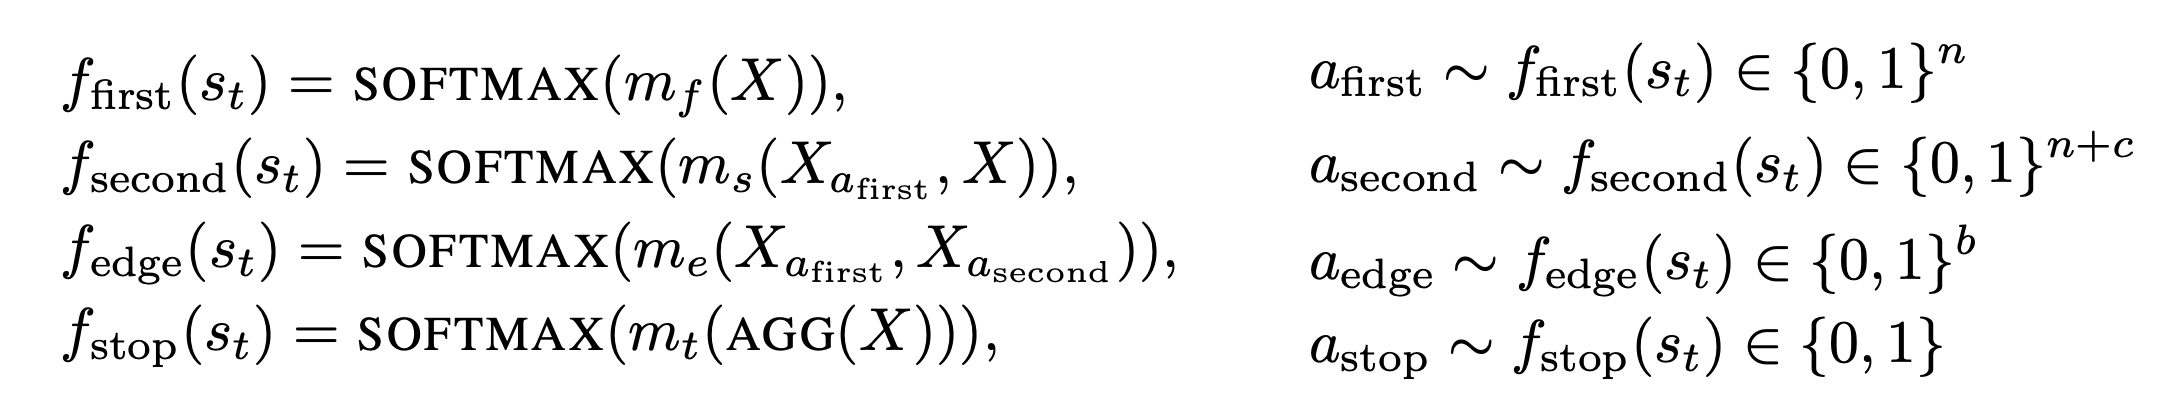 f_first(s_t) = SOFTMAX(m_f(X)), a_first ∼ f_first(s_t) ∈ {0, 1}^n
f_second(s_t) = SOFTMAX(m_s(X_{a_first}, X)), a_second ∼ f_second(s_t) ∈ {0, 1}^{n+c}
f_edge(s_t) = SOFTMAX(m_e(X_{a_first}, X_{a_second})), a_edge ∼ f_edge(s_t) ∈ {0, 1}^b
f_stop(s_t) = SOFTMAX(m_t(AGG(X))), a_stop ∼ f_stop(s_t) ∈ {0, 1}